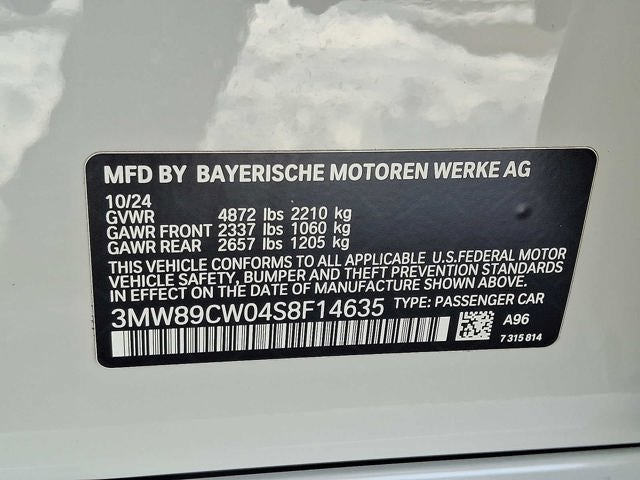 MFD BY BAYERISCHE MOTOREN WERKE AG
10/24
GVWR 4872 lbs 2210 kg
GAWR FRONT 2337 lbs 1060 kg
GAWR REAR 2657 lbs 1205 kg
THIS VEHICLE CONFORMS TO ALL APPLICABLE U.S.FEDERAL MOTOR
VEHICLE SAFETY, BUMPER AND THEFT PREVENTION STANDARDS
IN EFFECT ON THE DATE OF MANUFACTURE SHOWN ABOVE.
3MW89CW04S8F14635 TYPE: PASSENGER CAR
A96
7 315 814